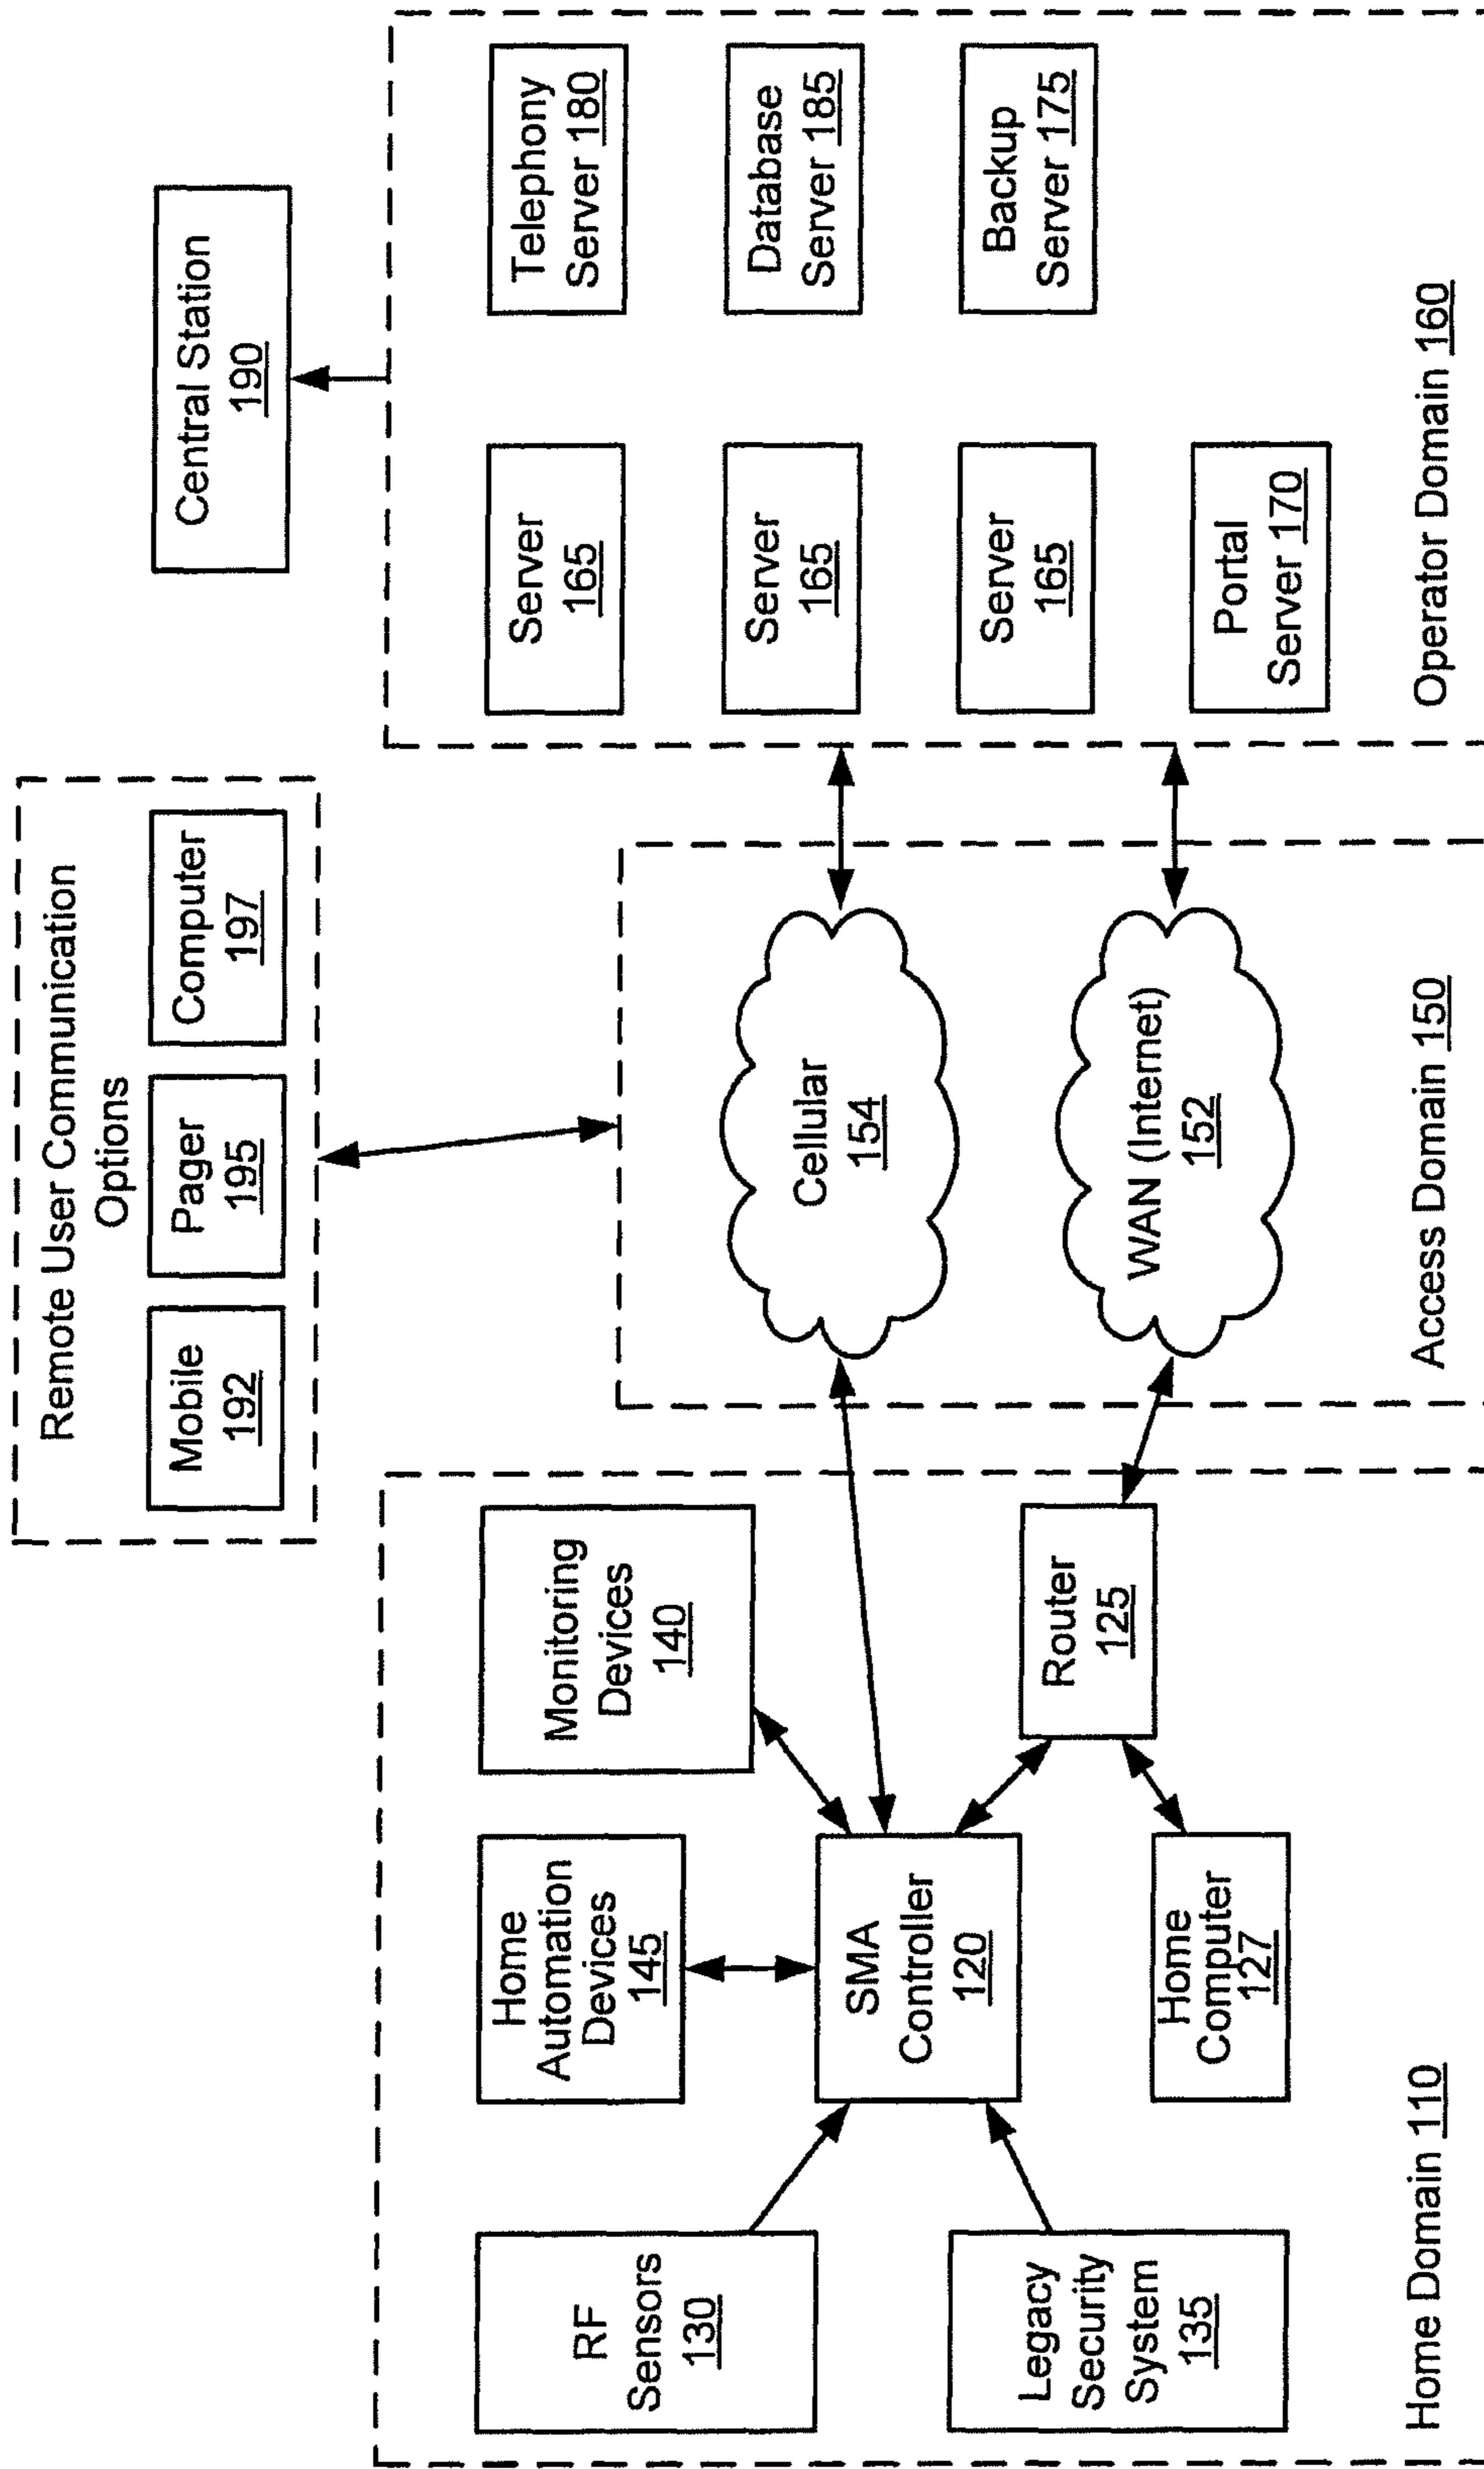 Remote User Communication
Options
Mobile
192
Pager
195
Computer
197
Central Station
190
RF
Sensors
130
Legacy
Security
System
135
Home
Automation
Devices
145
SMA
Controller
120
Home
Computer
127
Monitoring
Devices
140
Router
125
Home Domain 110
Cellular
154
WAN (Internet)
152
Access Domain 150
Server
165
Server
165
Server
165
Portal
Server 170
Telephony
Server 180
Database
Server 185
Backup
Server 175
Operator Domain 160